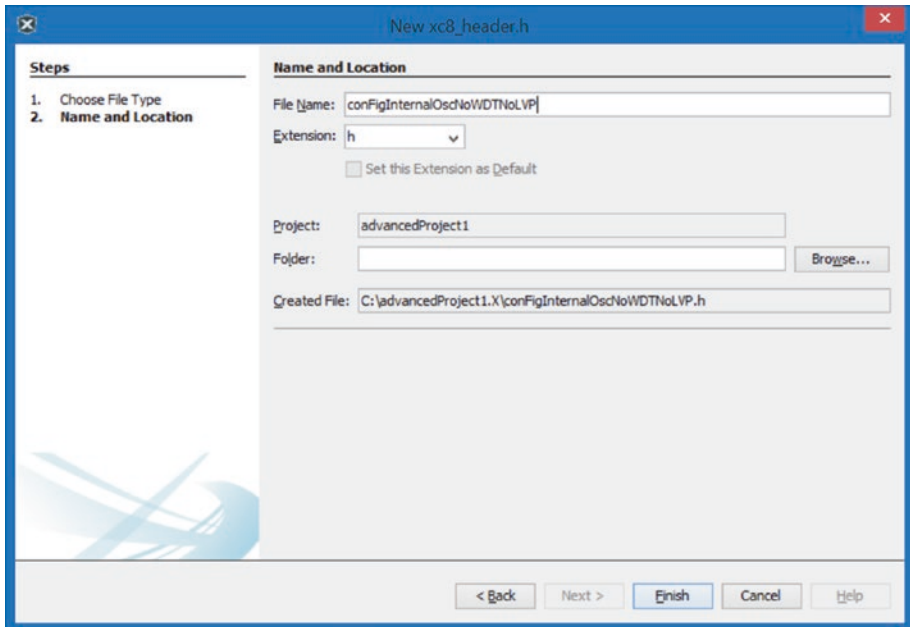 New xc8_header.h
Steps
1. Choose File Type
2. Name and Location
Name and Location
File Name: conFigInternalOscNoWDTNoLVP
Extension: h
Set this Extension as Default
Project: advancedProject1
Folder: Browse...
Created File: C:\advancedProject1.X\conFigInternalOscNoWDTNoLVP.h
< Back Next > Finish Cancel Help